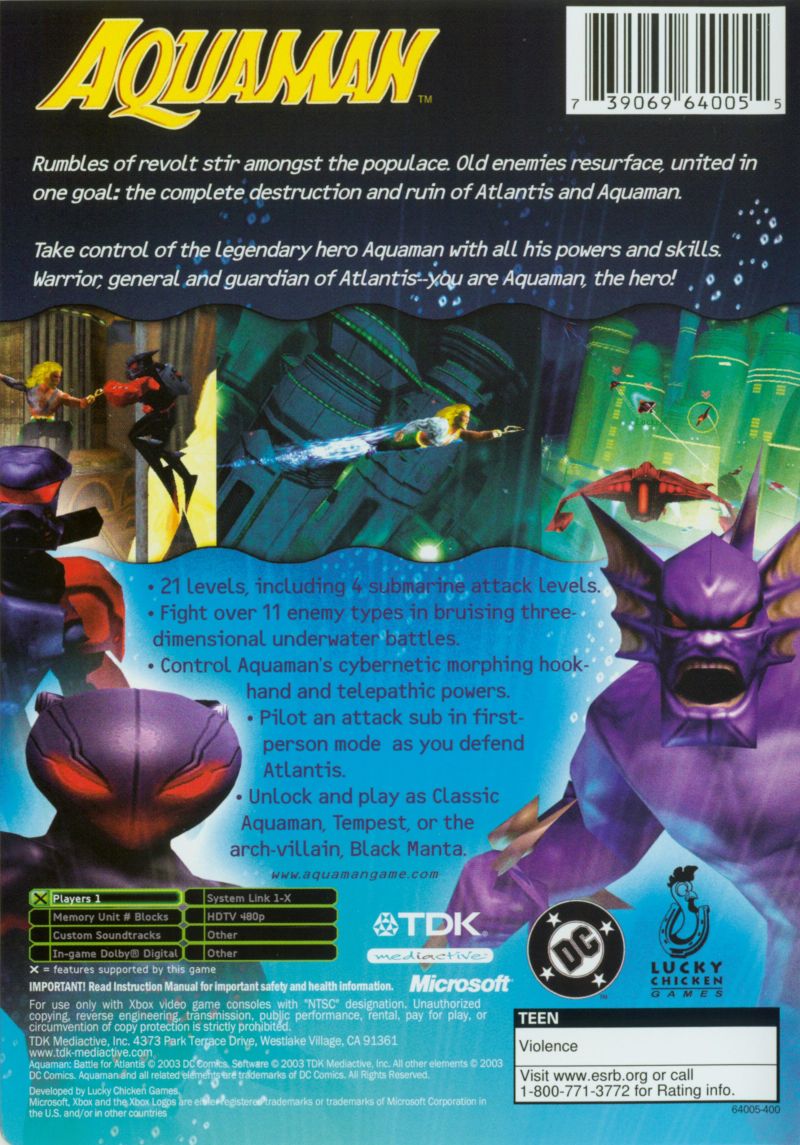 AQUAMAN™
7 39069 64005 5
Rumbles of revolt stir amongst the populace. Old enemies resurface, united in
one goal: the complete destruction and ruin of Atlantis and Aquaman.
Take control of the legendary hero Aquaman with all his powers and skills.
Warrior, general and guardian of Atlantis--you are Aquaman, the hero!
• 21 levels, including 4 submarine attack levels.
• Fight over 11 enemy types in bruising three-
dimensional underwater battles.
• Control Aquaman's cybernetic morphing hook-
hand and telepathic powers.
• Pilot an attack sub in first-
person mode as you defend
Atlantis.
• Unlock and play as Classic
Aquaman, Tempest, or the
arch-villain, Black Manta.
www.aquamangame.com
X Players 1
Memory Unit # Blocks
Custom Soundtracks
In-game Dolby® Digital
System Link 1-X
HDTV 480p
Other
Other
X = features supported by this game
TDK®
mediactive™
Microsoft®
DC™
LUCKY
CHICKEN
GAMES
IMPORTANT! Read Instruction Manual for important safety and health information.
For use only with Xbox video game consoles with "NTSC" designation. Unauthorized
copying, reverse engineering, transmission, public performance, rental, pay for play, or
circumvention of copy protection is strictly prohibited.
TDK Mediactive, Inc. 4373 Park Terrace Drive, Westlake Village, CA 91361
www.tdk-mediactive.com
Aquaman: Battle for Atlantis © 2003 DC Comics. Software © 2003 TDK Mediactive, Inc. All other elements © 2003
DC Comics. Aquaman and all related elements are trademarks of DC Comics. All Rights Reserved.
Developed by Lucky Chicken Games.
Microsoft, Xbox and the Xbox Logos are either registered trademarks or trademarks of Microsoft Corporation in
the U.S. and/or in other countries
TEEN
Violence
Visit www.esrb.org or call
1-800-771-3772 for Rating info.
64005-400